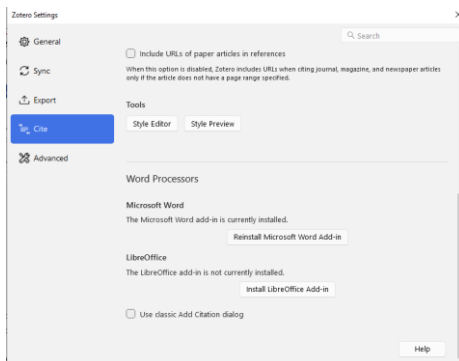 Zotero Settings
General
Sync
Export
Cite
Advanced
Search
Include URLs of paper articles in references
When this option is disabled, Zotero includes URLs when citing journal, magazine, and newspaper articles
only if the article does not have a page range specified.
Tools
Style Editor Style Preview
Word Processors
Microsoft Word
The Microsoft Word add-in is currently installed.
Reinstall Microsoft Word Add-in
LibreOffice
The LibreOffice add-in is not currently installed.
Install LibreOffice Add-in
Use classic Add Citation dialog
Help